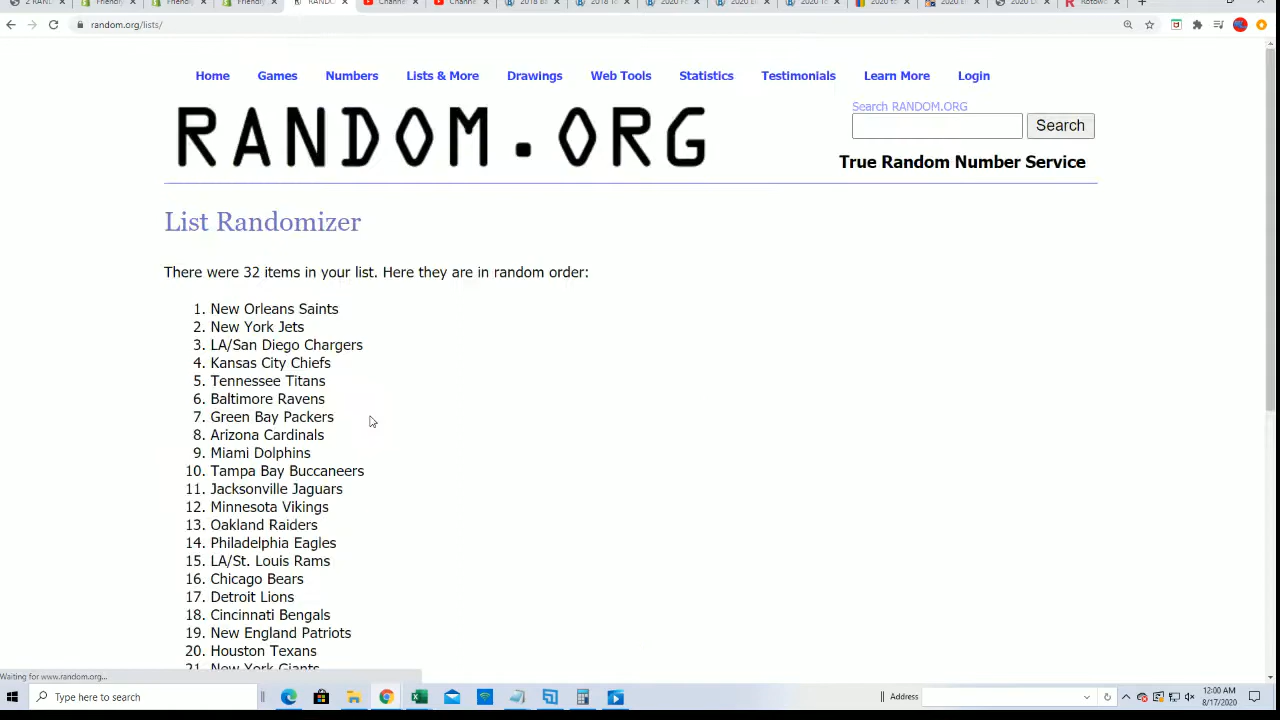 random.org/lists/
Home Games Numbers Lists & More Drawings Web Tools Statistics Testimonials Learn More Login
RANDOM.ORG
Search RANDOM.ORG
Search
True Random Number Service
List Randomizer
There were 32 items in your list. Here they are in random order:
1. New Orleans Saints
2. New York Jets
3. LA/San Diego Chargers
4. Kansas City Chiefs
5. Tennessee Titans
6. Baltimore Ravens
7. Green Bay Packers
8. Arizona Cardinals
9. Miami Dolphins
10. Tampa Bay Buccaneers
11. Jacksonville Jaguars
12. Minnesota Vikings
13. Oakland Raiders
14. Philadelphia Eagles
15. LA/St. Louis Rams
16. Chicago Bears
17. Detroit Lions
18. Cincinnati Bengals
19. New England Patriots
20. Houston Texans
21. New York Giants
Waiting for www.random.org...
Type here to search
Address
12:00 AM
8/17/2020